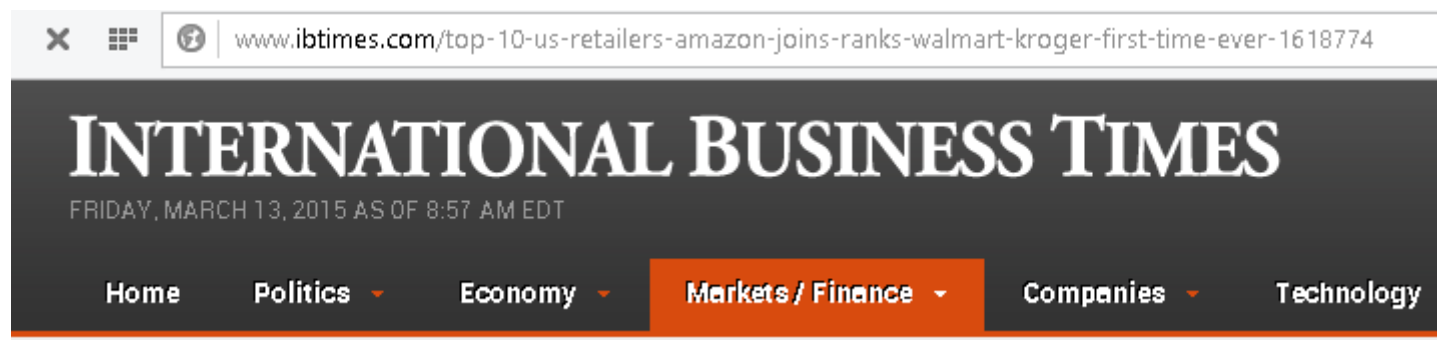 www.ibtimes.com/top-10-us-retailers-amazon-joins-ranks-walmart-kroger-first-time-ever-1618774
INTERNATIONAL BUSINESS TIMES
FRIDAY, MARCH 13, 2015 AS OF 8:57 AM EDT
Home Politics Economy Markets / Finance Companies Technology